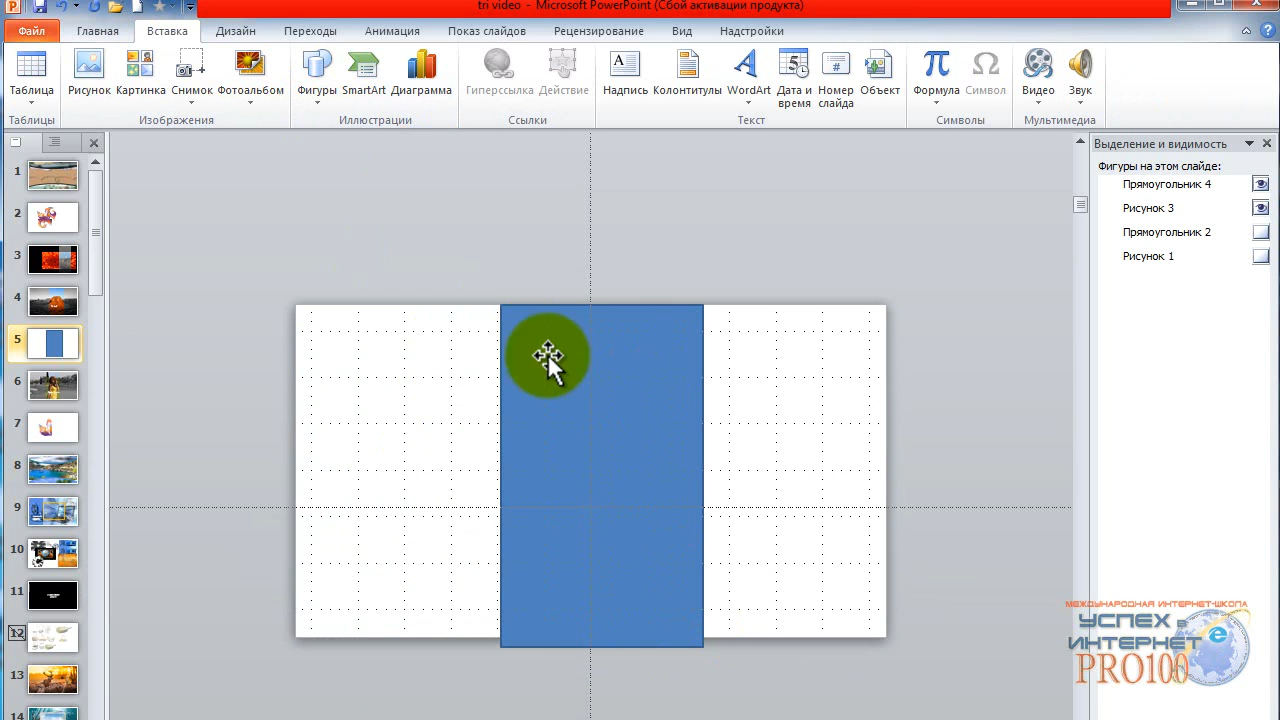 tri video - Microsoft PowerPoint (Сбой активации продукта)
Файл Главная Вставка Дизайн Переходы Анимация Показ слайдов Рецензирование Вид Надстройки
Таблица Рисунок Картинка Снимок Фотоальбом Фигуры SmartArt Диаграмма Гиперссылка Действие Надпись Колонтитулы WordArt Дата и время Номер слайда Объект Формула Символ Видео Звук
Таблицы Изображения Иллюстрации Ссылки Текст Символы Мультимедиа
Выделение и видимость
Фигуры на этом слайде:
Прямоугольник 4
Рисунок 3
Прямоугольник 2
Рисунок 1
1
2
3
4
5
6
7
8
9
10
11
12
13
14
МЕЖДУНАРОДНАЯ ИНТЕРНЕТ-ШКОЛА
УСПЕХ в
ИНТЕРНЕТ
PRO100